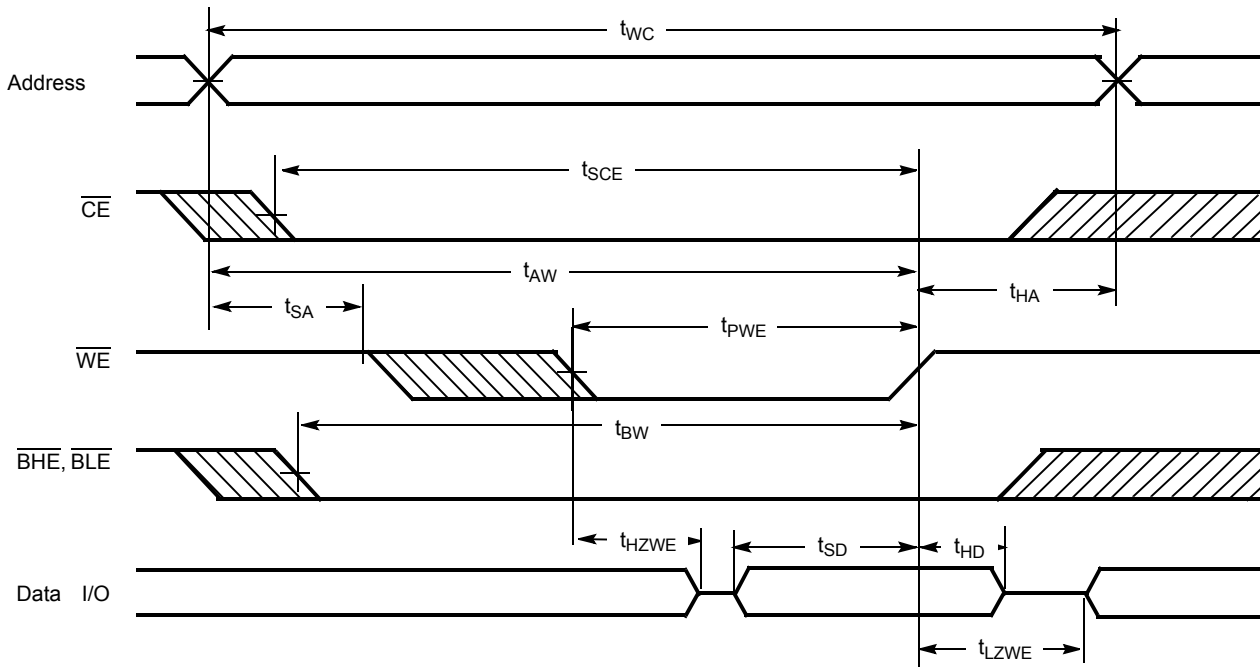 tWC
Address
tSCE
CE
tAW
tHA
tSA
tPWE
WE
tBW
BHE, BLE
tHZWE
tSD
tHD
Data I/O
tLZWE